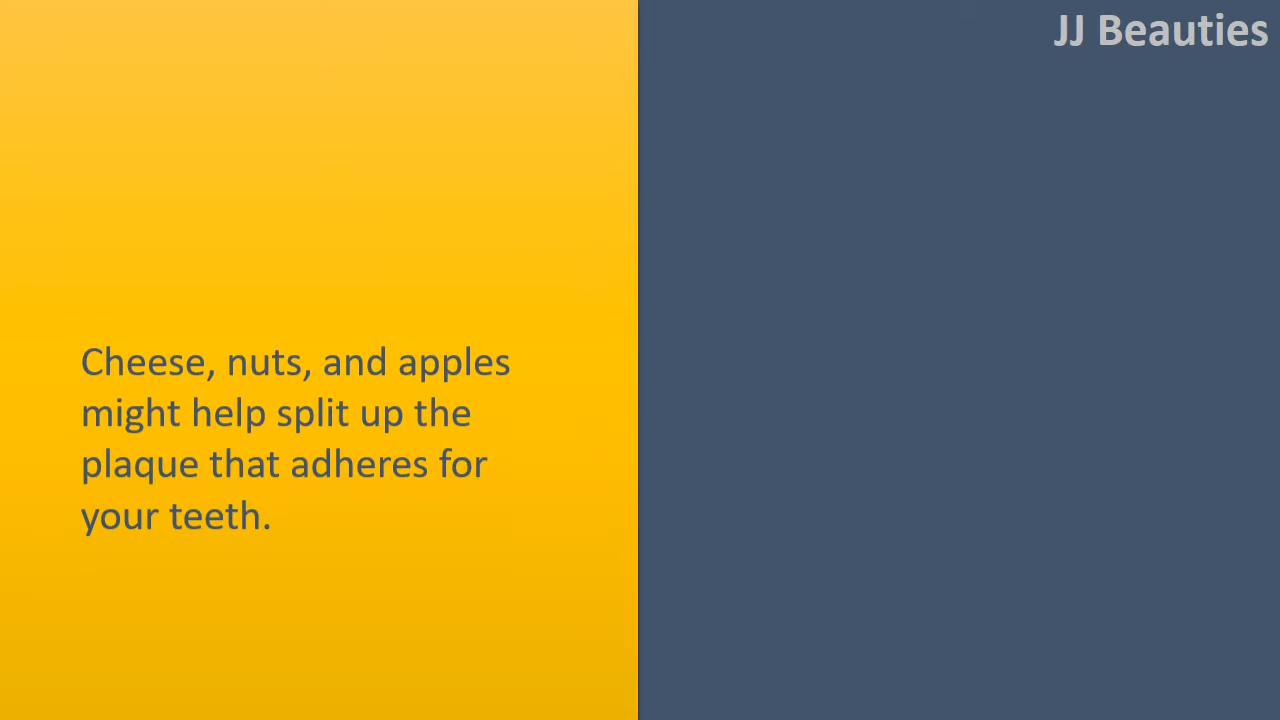 JJ Beauties
Cheese, nuts, and apples
might help split up the
plaque that adheres for
your teeth.